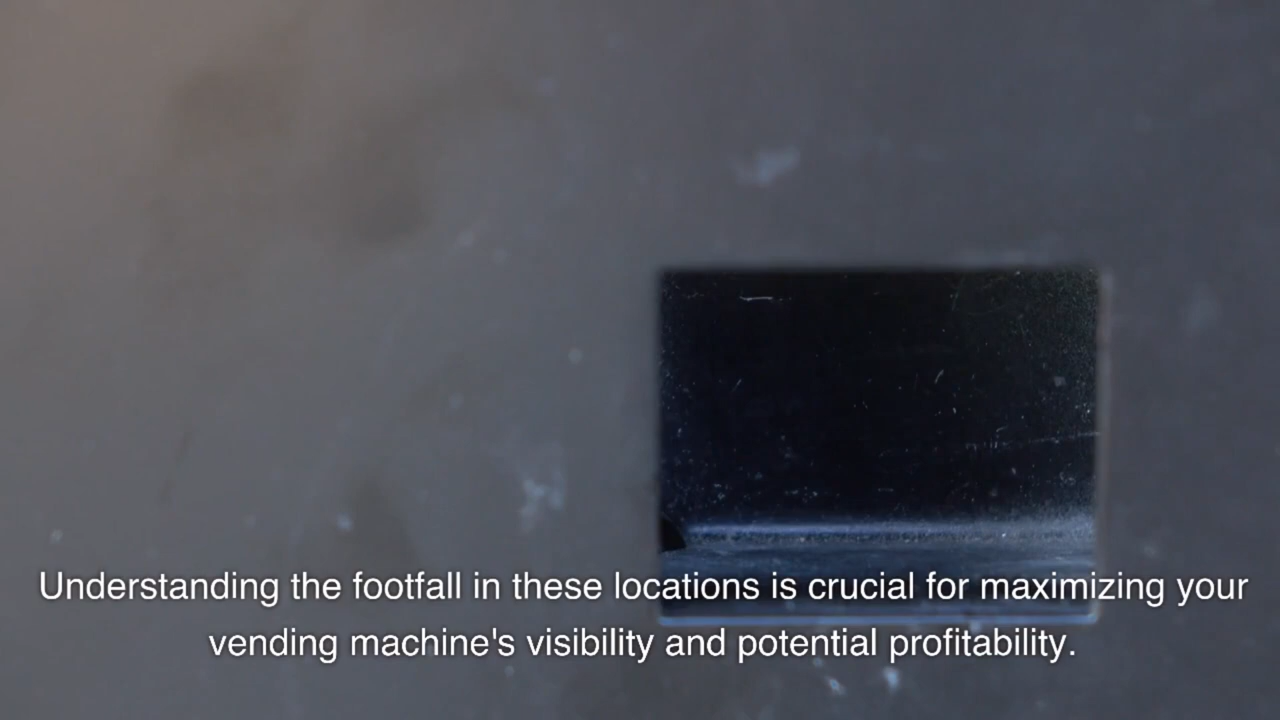 Understanding the footfall in these locations is crucial for maximizing your
vending machine's visibility and potential profitability.